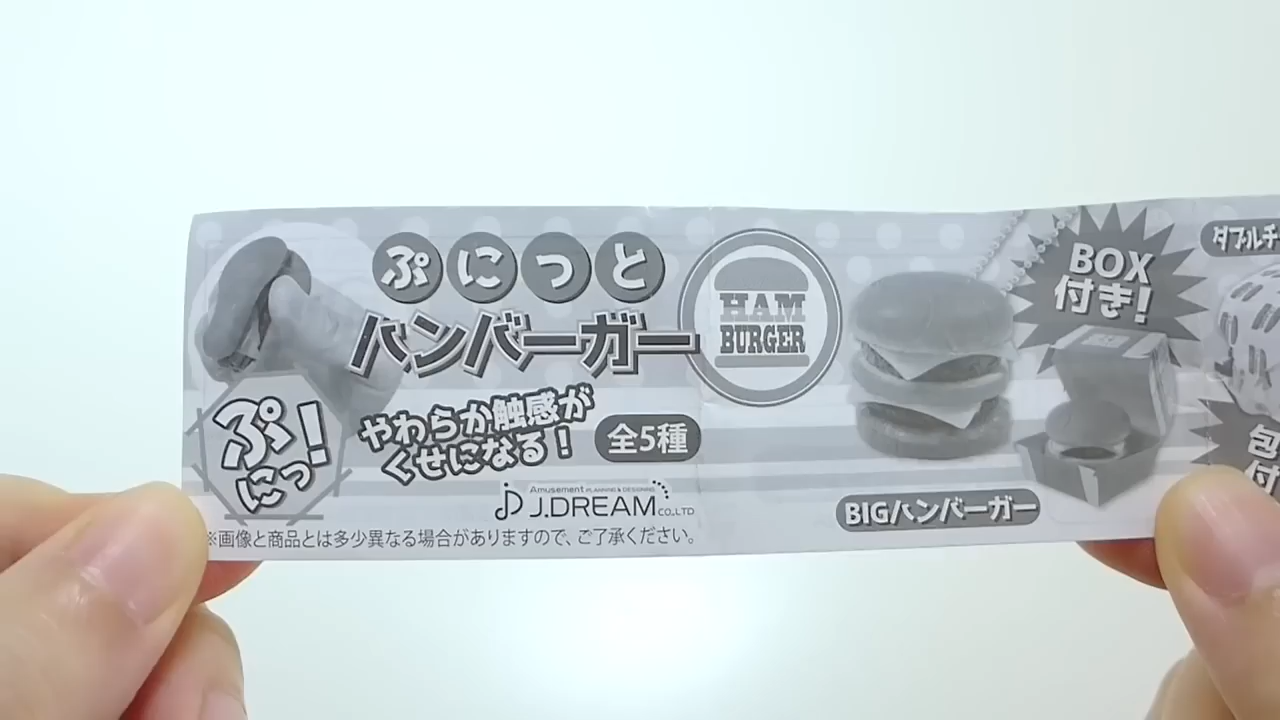 ぷにっと
ハンバーガー
HAM
BURGER
ぷ!
にっ
やわらか触感が
くせになる!
全5種
Amusement PLANNING & DESIGNING
J.DREAM CO.,LTD
※画像と商品とは多少異なる場合がありますので、ご了承ください。
BOX
付き!
BIGハンバーガー
ダブルチ
包
付